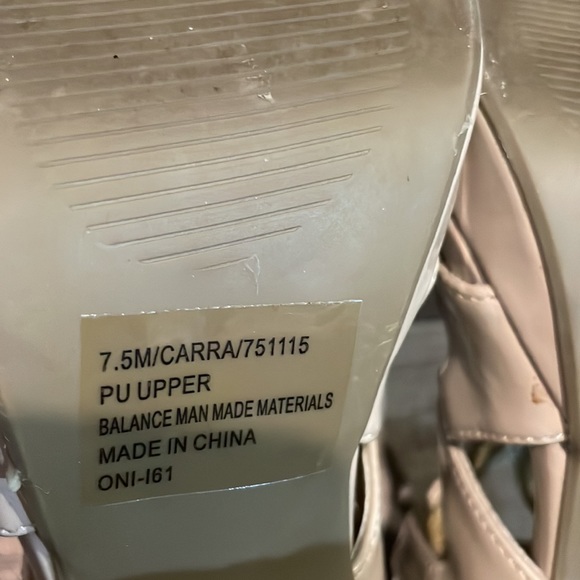 7.5M/CARRA/751115
PU UPPER
BALANCE MAN MADE MATERIALS
MADE IN CHINA
ONI-I61